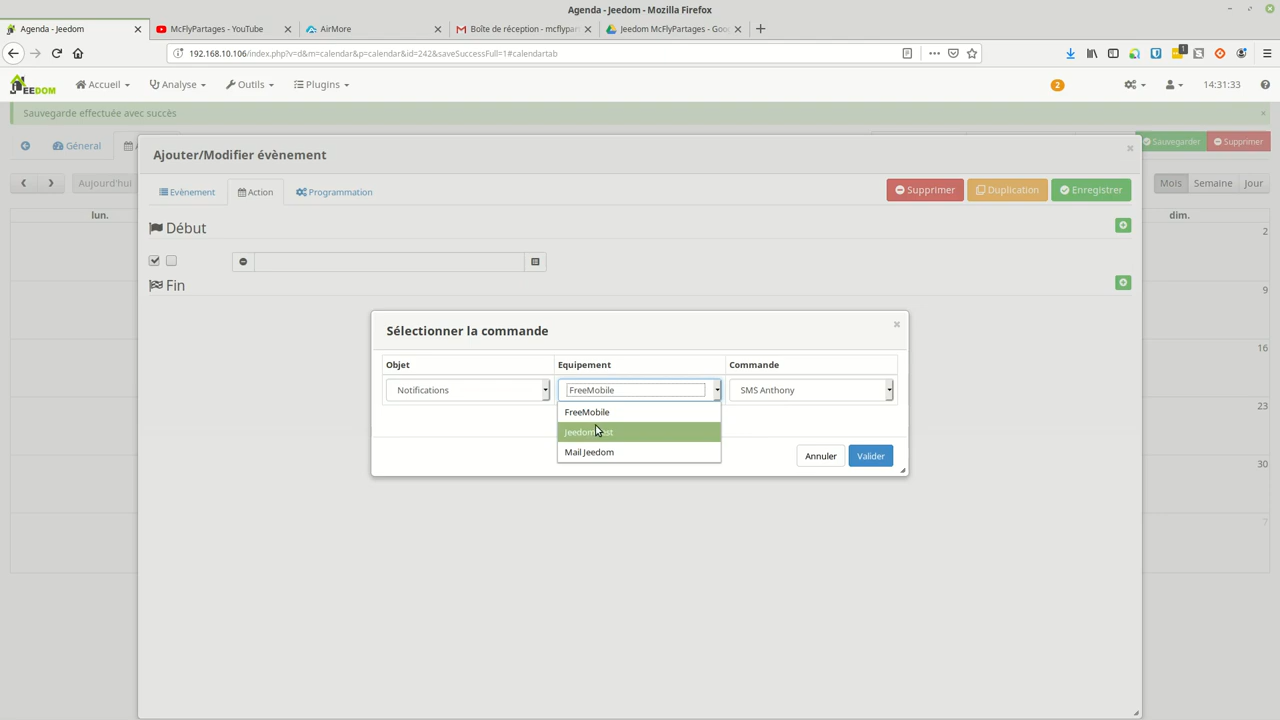 Agenda - Jeedom - Mozilla Firefox
Agenda - Jeedom
McFlyPartages - YouTube
AirMore
Boîte de réception - mcflypar
Jeedom McFlyPartages - Goo
192.168.10.106/index.php?v=d&m=calendar&p=calendar&id=242&saveSuccessFull=1#calendartab
1
JEEDOM
Accueil
Analyse
Outils
Plugins
2
14:31:33
Sauvegarde effectuée avec succès
Géneral
Sauvegarder
Supprimer
Ajouter/Modifier évènement
Aujourd'hui
Mois
Semaine
Jour
Evènement
Action
Programmation
Supprimer
Duplication
Enregistrer
lun.
dim.
Début
2
Fin
9
Sélectionner la commande
16
Objet
Equipement
Commande
Notifications
FreeMobile
SMS Anthony
FreeMobile
23
Mail Jeedom
Annuler
Valider
30
7